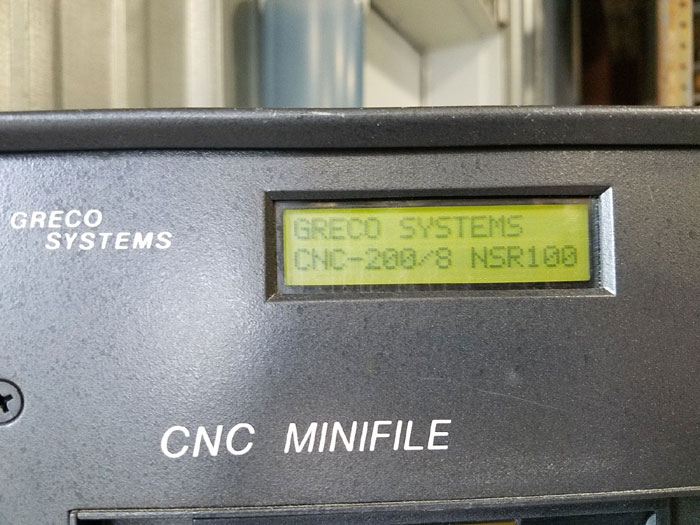 GRECO
SYSTEMS
GRECO SYSTEMS
CNC-200/8 NSR100
CNC MINIFILE